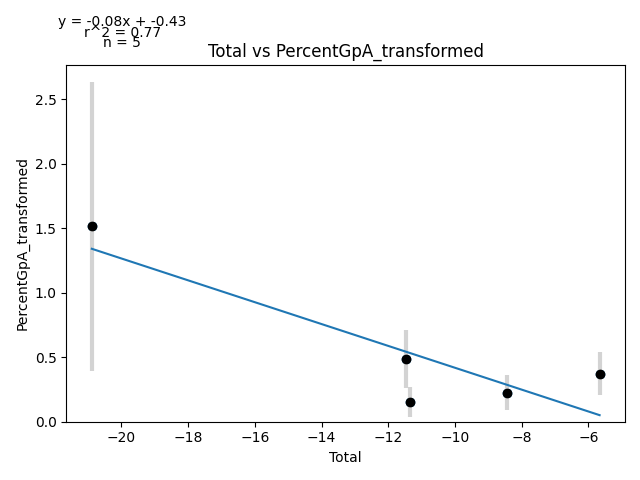 y = -0.08x + -0.43
r^2 = 0.77
n = 5
Total vs PercentGpA_transformed
PercentGpA_transformed
2.5
2.0
1.5
1.0
0.5
0.0
−20
−18
−16
−14
−12
−10
−8
−6
Total